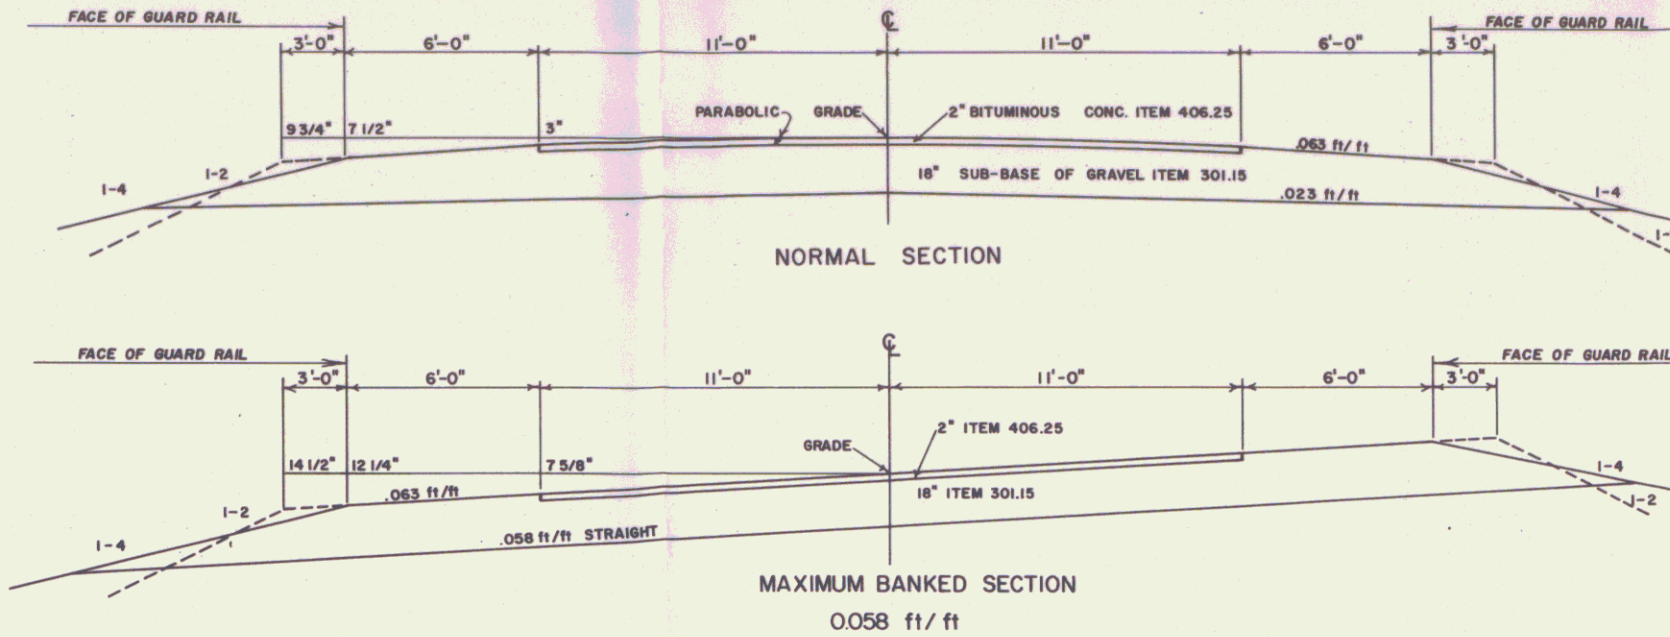 FACE OF GUARD RAIL ℄ FACE OF GUARD RAIL
3'-0" 6'-0" 11'-0" 11'-0" 6'-0" 3'-0"
PARABOLIC GRADE 2" BITUMINOUS CONC. ITEM 406.25
9 3/4" 7 1/2" 3" .063 ft/ft
1-4 1-2 18" SUB-BASE OF GRAVEL ITEM 301.15 1-4
.023 ft/ft
NORMAL SECTION
FACE OF GUARD RAIL ℄ FACE OF GUARD RAIL
3'-0" 6'-0" 11'-0" 11'-0" 6'-0" 3'-0"
GRADE 2" ITEM 406.25
14 1/2" 12 1/4" 7 5/8" 1-4
.063 ft/ft 18" ITEM 301.15 1-2
1-2
1-4 .058 ft/ft STRAIGHT
MAXIMUM BANKED SECTION
0.058 ft/ft